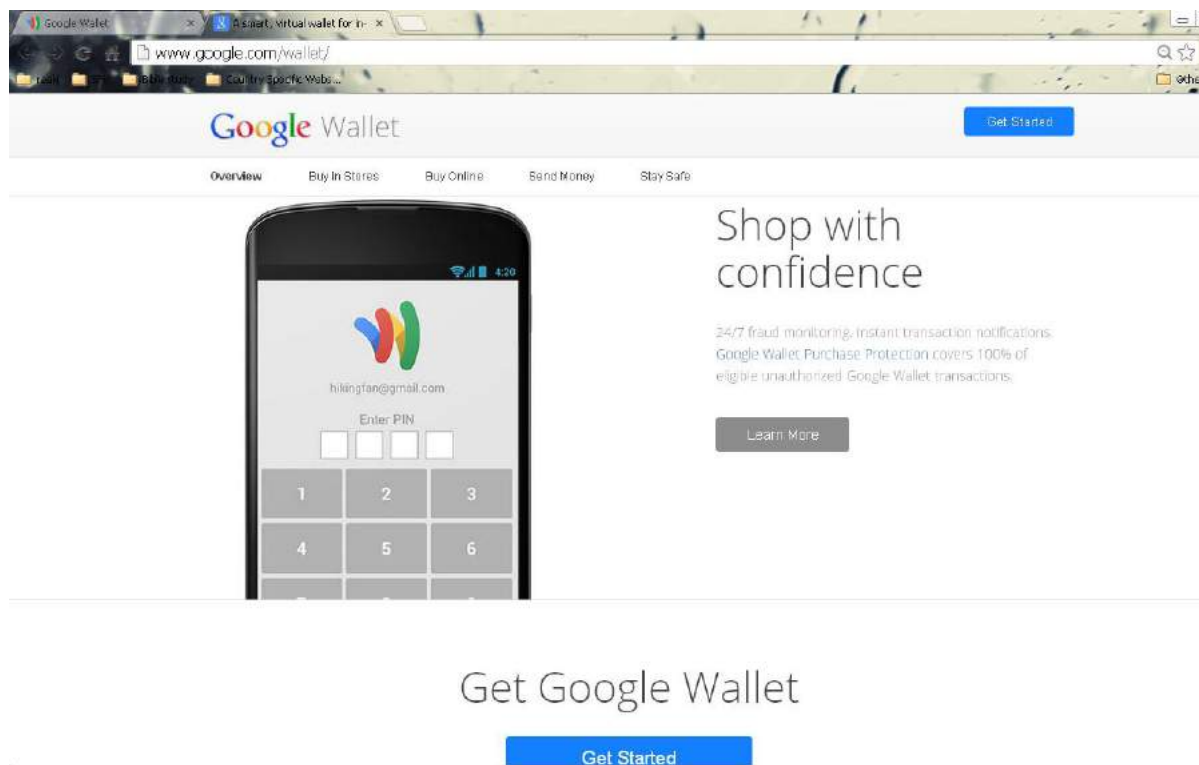 Google Wallet
A smart, virtual wallet for in-
www.google.com/wallet/
Bible study
Country Specific Webs...
Othe
Google Wallet
Get Started
Overview
Buy in Stores
Buy Online
Send Money
Stay Safe
4:20
hikingfan@gmail.com
Enter PIN
1 2 3
4 5 6
Shop with
confidence
24/7 fraud monitoring, instant transaction notifications.
Google Wallet Purchase Protection covers 100% of
eligible unauthorized Google Wallet transactions.
Learn More
Get Google Wallet
Get Started